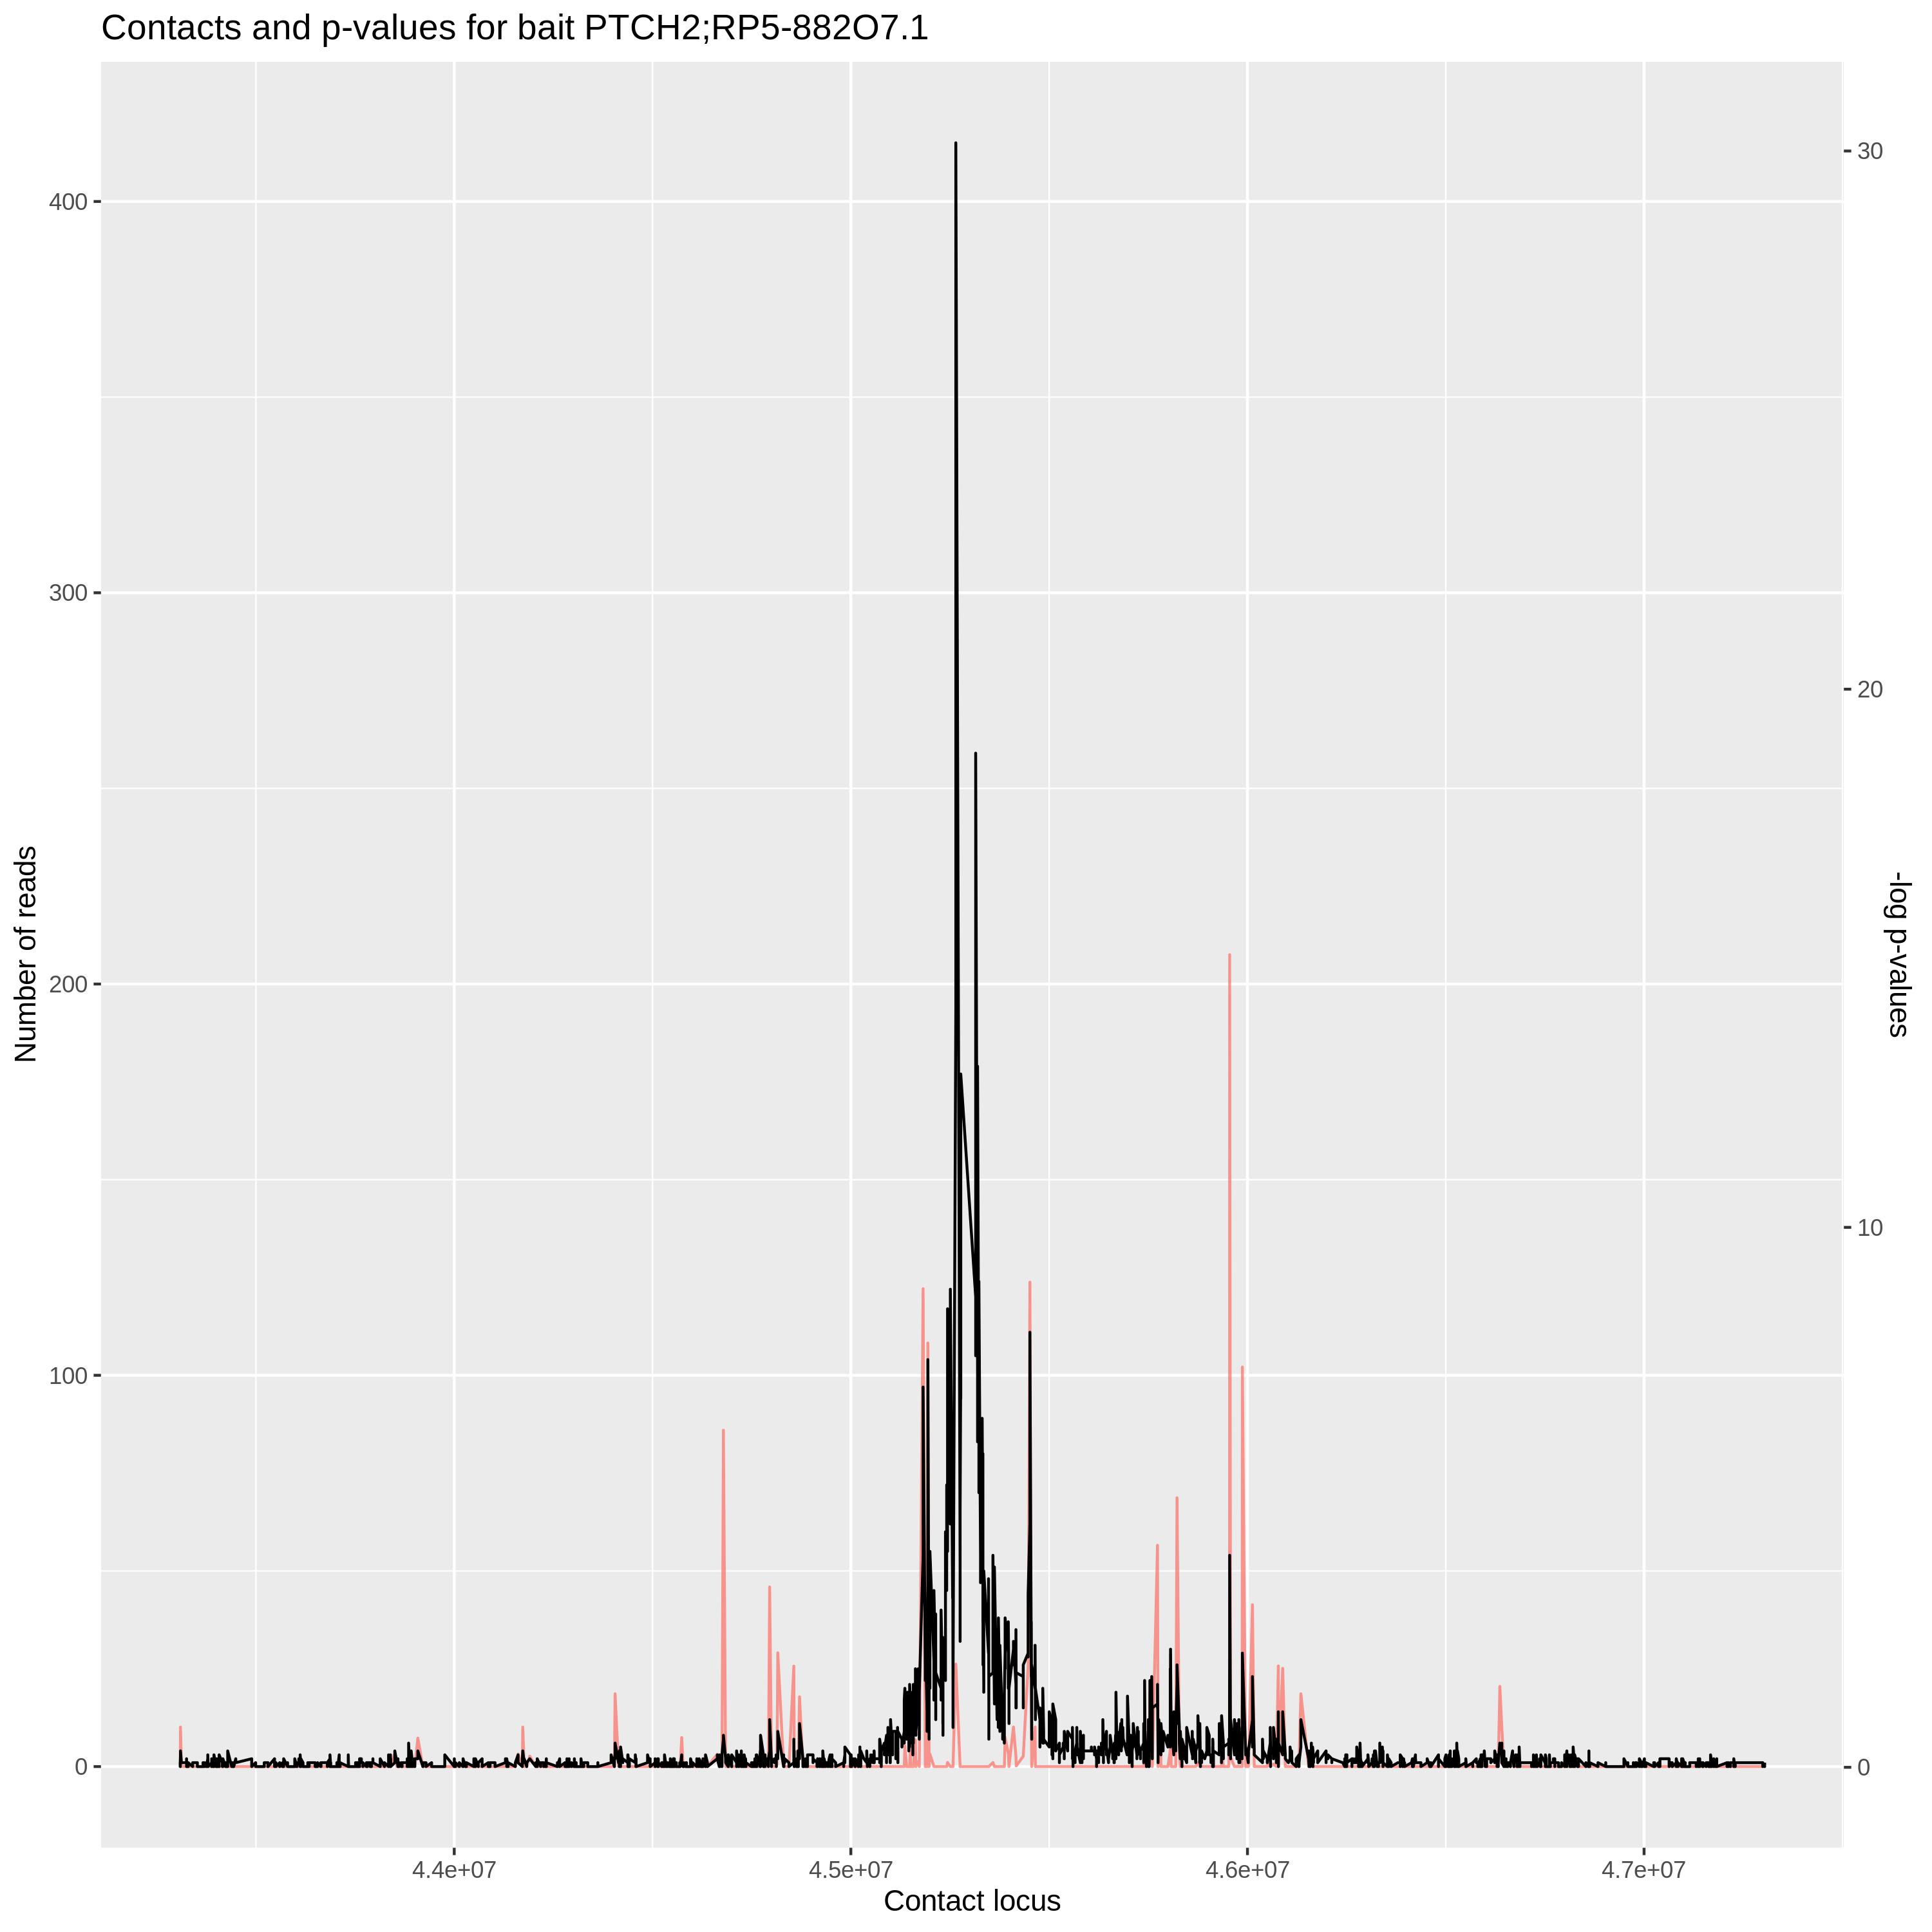 Contacts and p-values for bait PTCH2;RP5-882O7.1
400
300
200
100
0
Number of reads
30
20
10
0
-log p-values
4.4e+07
4.5e+07
4.6e+07
4.7e+07
Contact locus